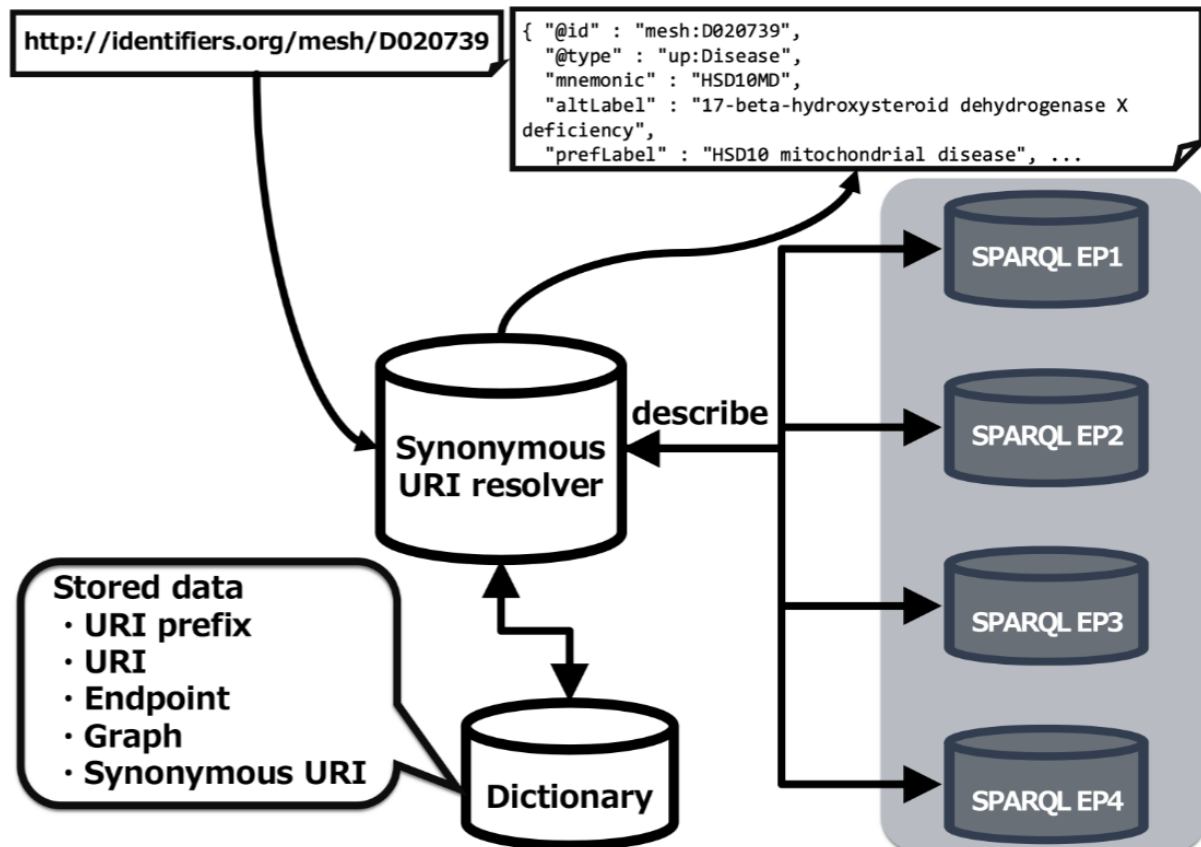 http://identifiers.org/mesh/D020739
{ "@id" : "mesh:D020739",
"@type" : "up:Disease",
"mnemonic" : "HSD10MD",
"altLabel" : "17-beta-hydroxysteroid dehydrogenase X
deficiency",
"prefLabel" : "HSD10 mitochondrial disease", ...
SPARQL EP1
describe
SPARQL EP2
Synonymous
URI resolver
Stored data
・URI prefix
・URI
・Endpoint
・Graph
・Synonymous URI
SPARQL EP3
Dictionary
SPARQL EP4